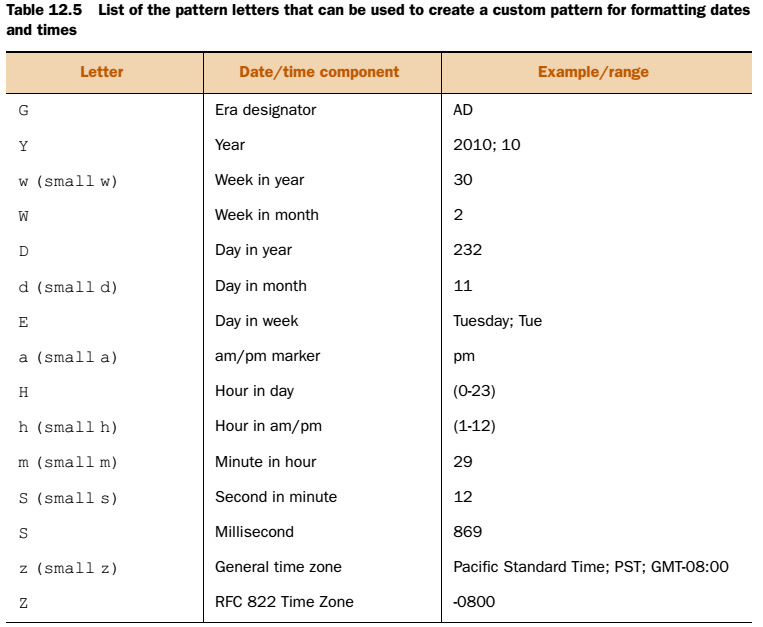 Table 12.5 List of the pattern letters that can be used to create a custom pattern for formatting dates
and times
Letter Date/time component Example/range
G Era designator AD
Y Year 2010; 10
w (small w) Week in year 30
W Week in month 2
D Day in year 232
d (small d) Day in month 11
E Day in week Tuesday; Tue
a (small a) am/pm marker pm
H Hour in day (0-23)
h (small h) Hour in am/pm (1-12)
m (small m) Minute in hour 29
S (small s) Second in minute 12
S Millisecond 869
z (small z) General time zone Pacific Standard Time; PST; GMT-08:00
Z RFC 822 Time Zone -0800